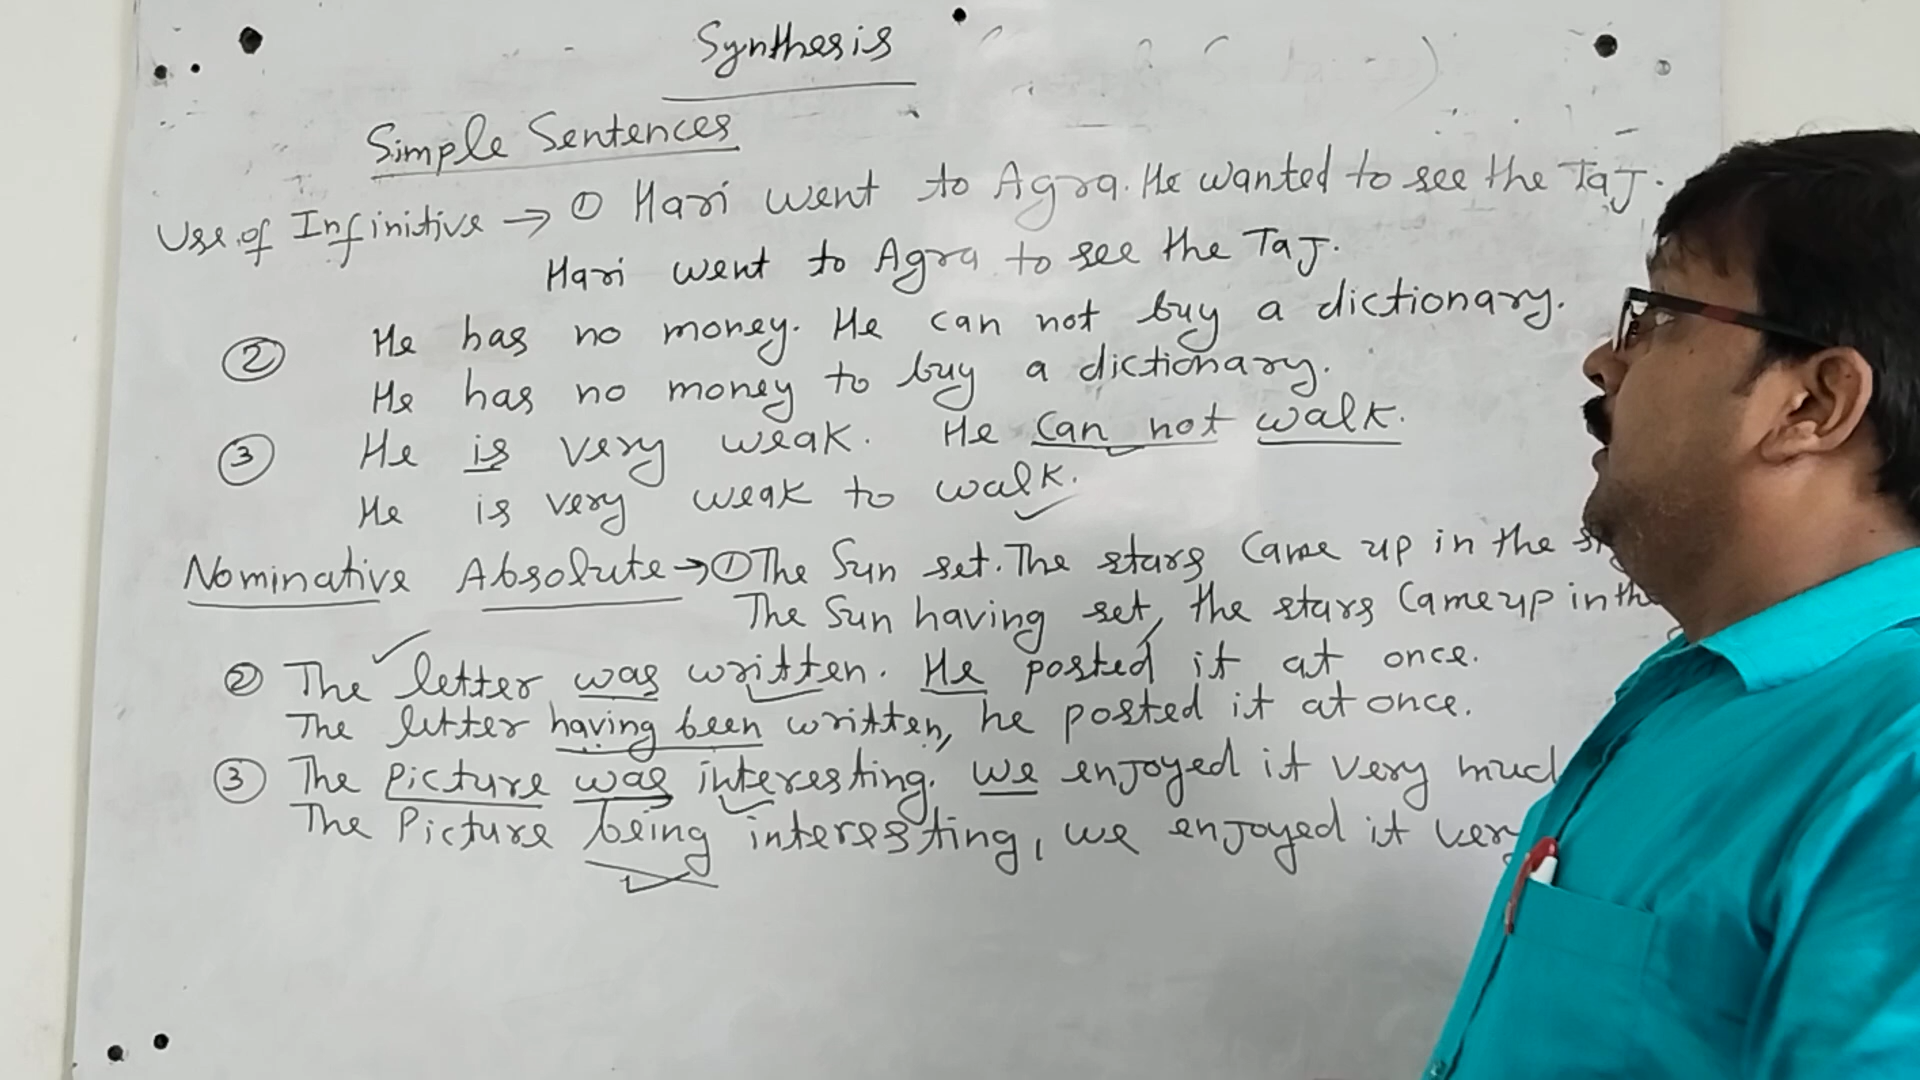 Synthesis
Simple Sentences
Use of Infinitive → ① Hari went to Agra. He wanted to see the Taj.
Hari went to Agra to see the Taj.
② He has no money. He can not buy a dictionary.
He has no money to buy a dictionary.
③ He is very weak. He can not walk.
He is very weak to walk.
Nominative Absolute → ① The Sun set. The stars came up in the
The Sun having set, the stars came up in the
② The letter was written. He posted it at once.
The letter having been written, he posted it at once.
③ The picture was interesting. We enjoyed it very much
The Picture being interesting, we enjoyed it very